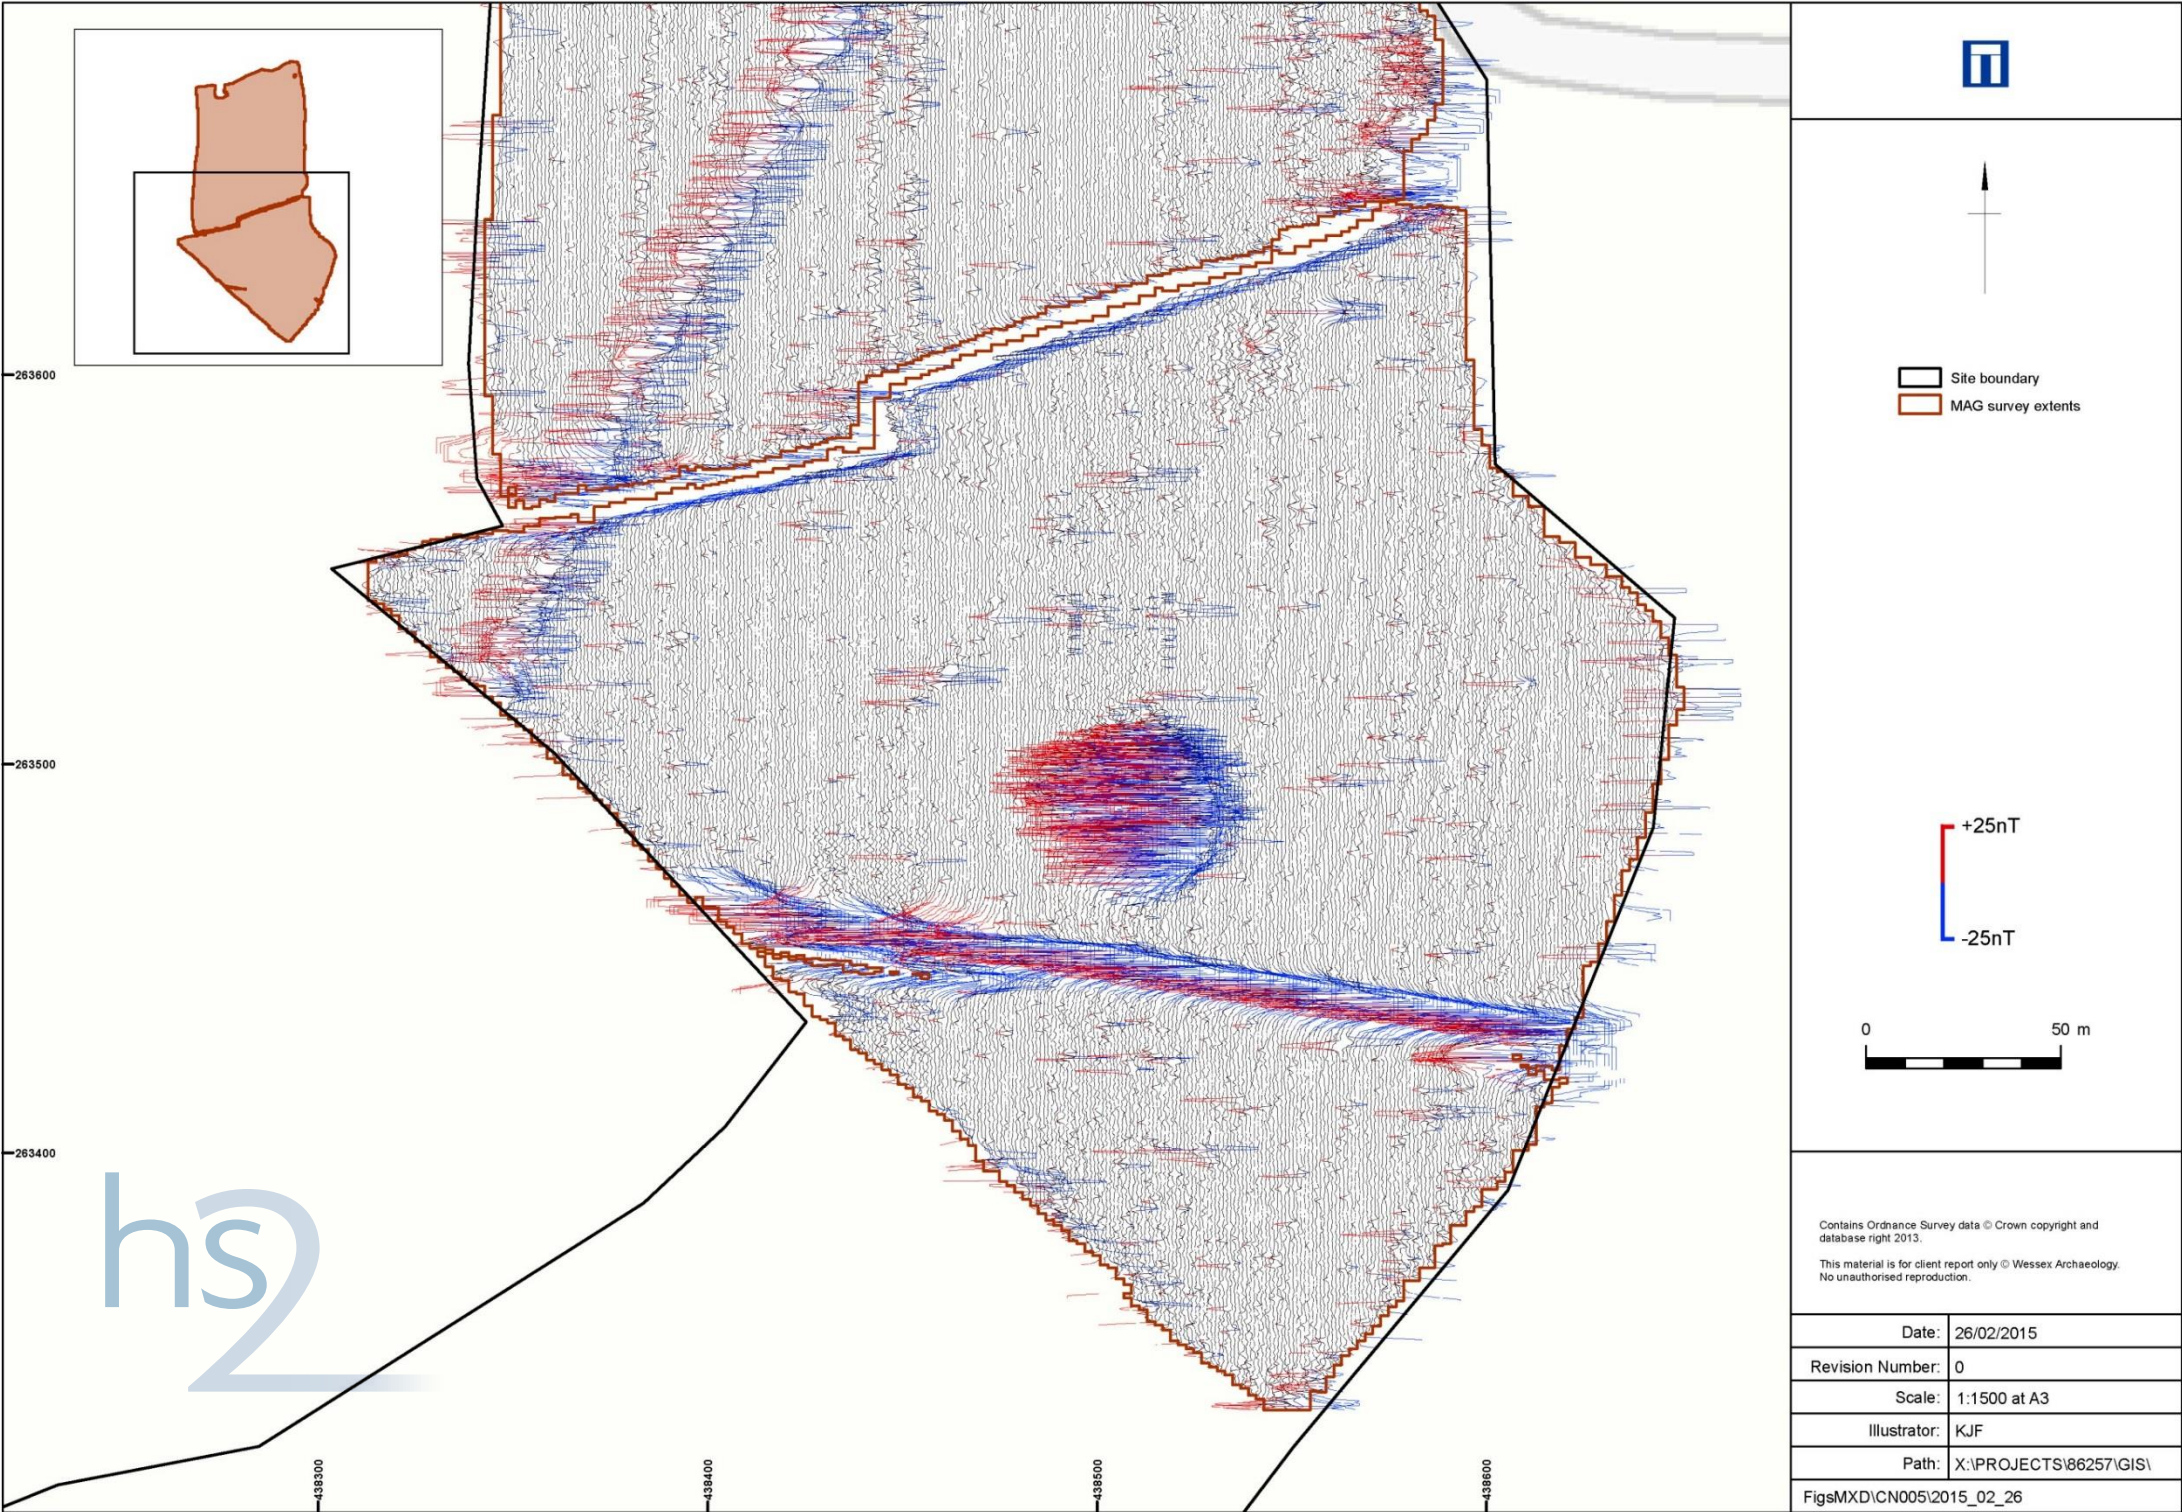 263600
263500
263400
438300
438400
438500
438600
hs2
Site boundary
MAG survey extents
+25nT
-25nT
0 50 m
Contains Ordnance Survey data © Crown copyright and
database right 2013.
This material is for client report only © Wessex Archaeology.
No unauthorised reproduction.
Date: 26/02/2015
Revision Number: 0
Scale: 1:1500 at A3
Illustrator: KJF
Path: X:\PROJECTS\86257\GIS\
FigsMXD\CN005\2015_02_26